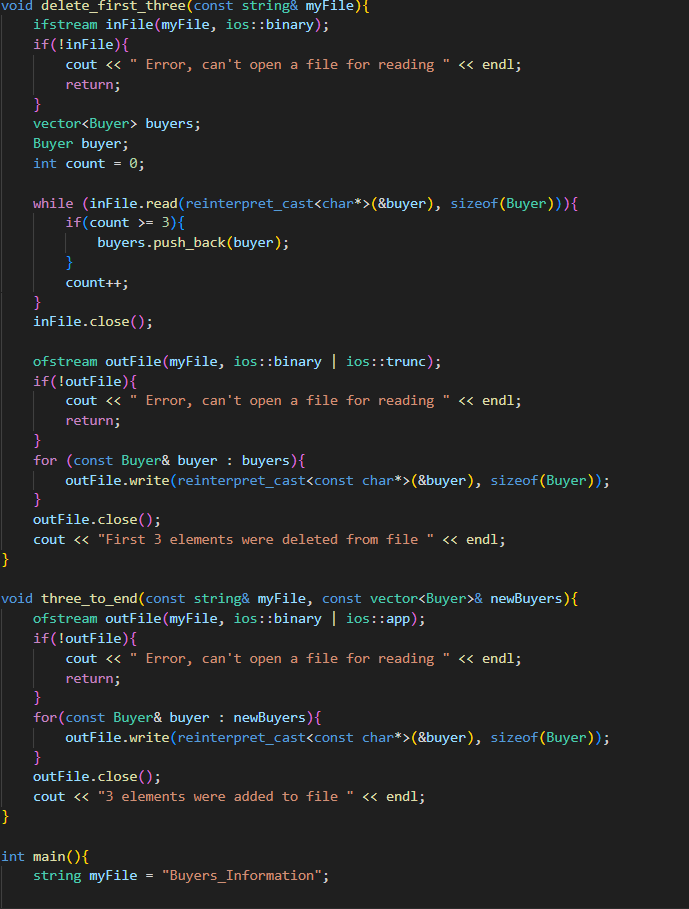 void delete_first_three(const string& myFile){
    ifstream inFile(myFile, ios::binary);
    if(!inFile){
        cout << " Error, can't open a file for reading " << endl;
        return;
    }
    vector<Buyer> buyers;
    Buyer buyer;
    int count = 0;

    while (inFile.read(reinterpret_cast<char*>(&buyer), sizeof(Buyer))){
        if(count >= 3){
            buyers.push_back(buyer);
        }
        count++;
    }
    inFile.close();

    ofstream outFile(myFile, ios::binary | ios::trunc);
    if(!outFile){
        cout << " Error, can't open a file for reading " << endl;
        return;
    }
    for (const Buyer& buyer : buyers){
        outFile.write(reinterpret_cast<const char*>(&buyer), sizeof(Buyer));
    }
    outFile.close();
    cout << "First 3 elements were deleted from file " << endl;
}

void three_to_end(const string& myFile, const vector<Buyer>& newBuyers){
    ofstream outFile(myFile, ios::binary | ios::app);
    if(!outFile){
        cout << " Error, can't open a file for reading " << endl;
        return;
    }
    for(const Buyer& buyer : newBuyers){
        outFile.write(reinterpret_cast<const char*>(&buyer), sizeof(Buyer));
    }
    outFile.close();
    cout << "3 elements were added to file " << endl;
}

int main(){
    string myFile = "Buyers_Information";